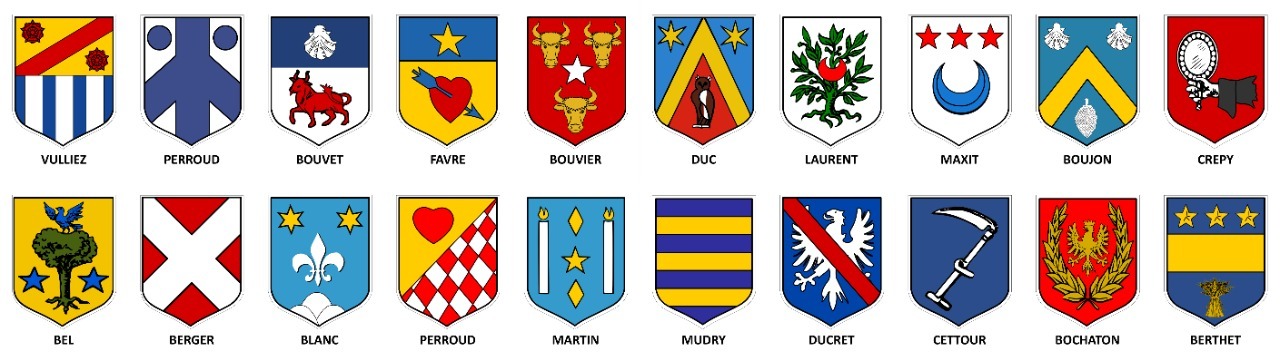 VULLIEZ PERROUD BOUVET FAVRE BOUVIER DUC LAURENT MAXIT BOUJON CREPY
BEL BERGER BLANC PERROUD MARTIN MUDRY DUCRET CETTOUR BOCHATON BERTHET